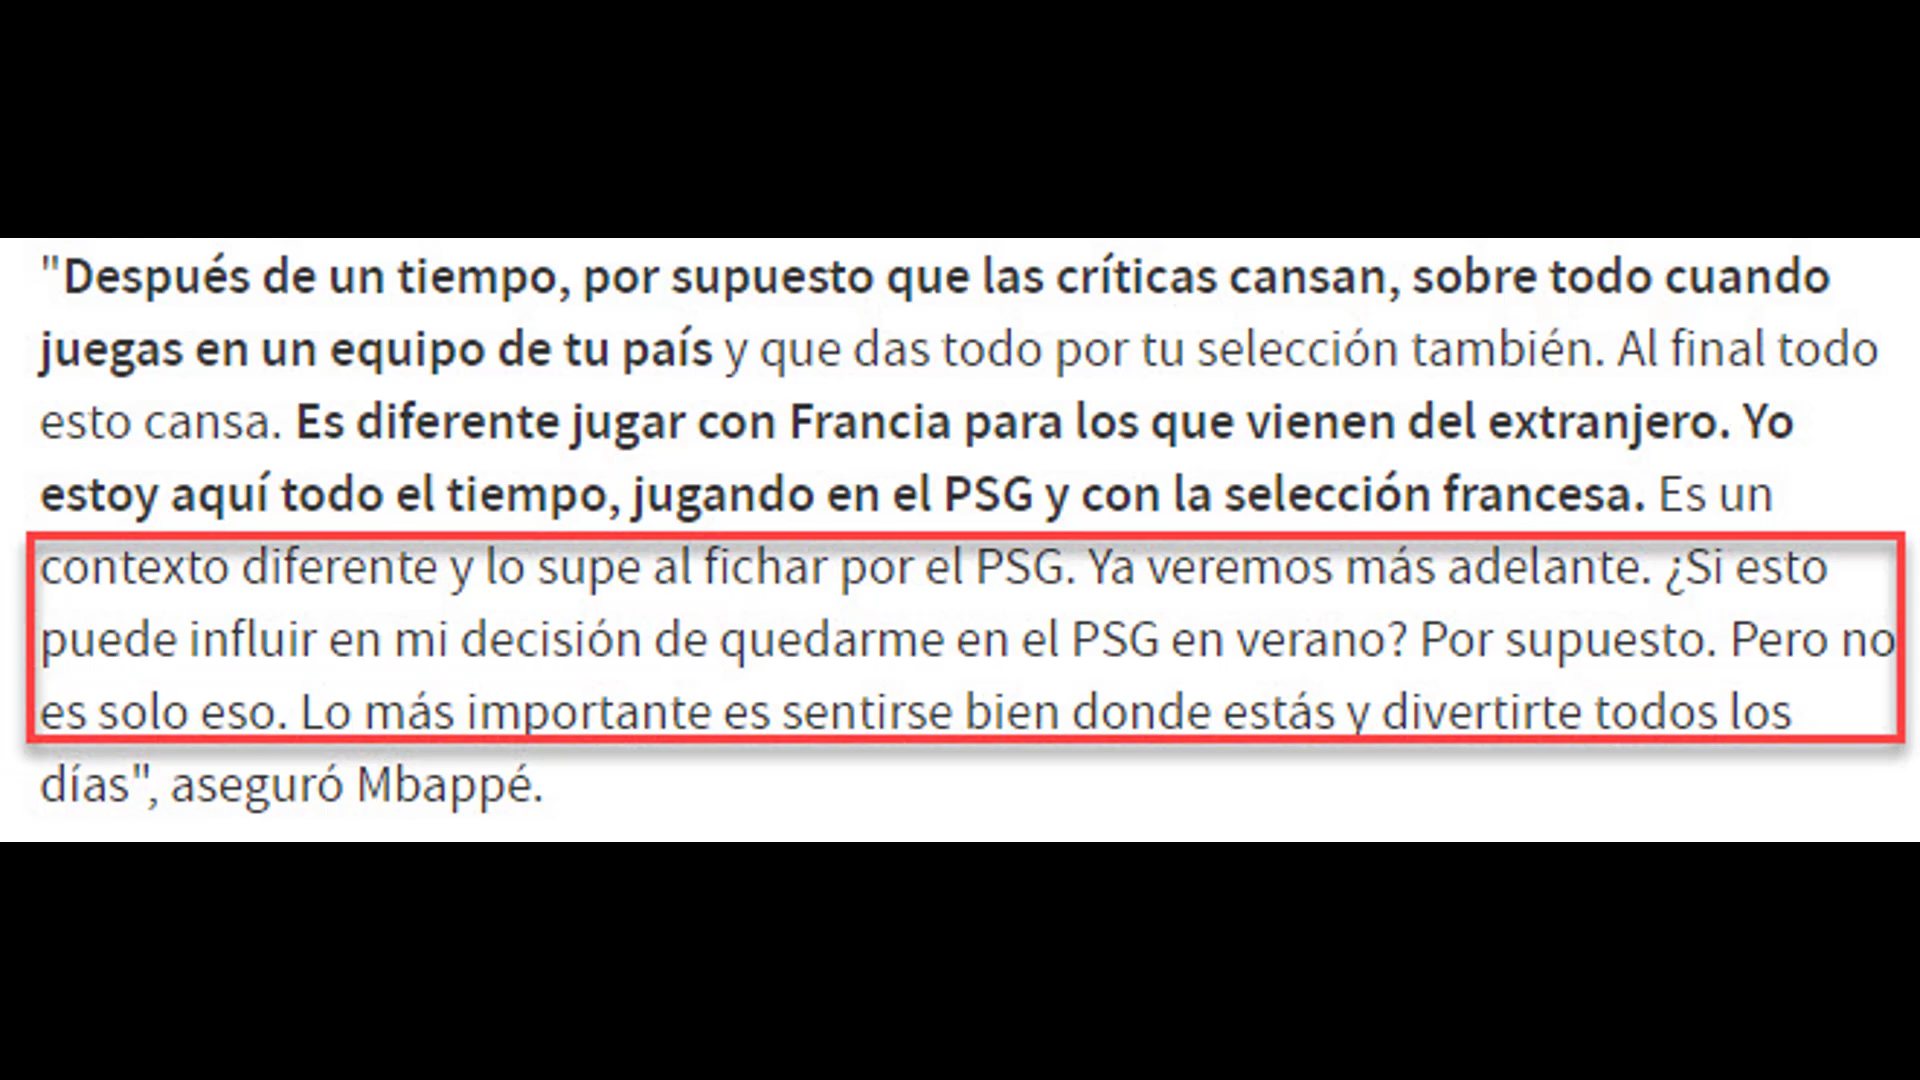 "Después de un tiempo, por supuesto que las críticas cansan, sobre todo cuando
juegas en un equipo de tu país y que das todo por tu selección también. Al final todo
esto cansa. Es diferente jugar con Francia para los que vienen del extranjero. Yo
estoy aquí todo el tiempo, jugando en el PSG y con la selección francesa. Es un
contexto diferente y lo supe al fichar por el PSG. Ya veremos más adelante. ¿Si esto
puede influir en mi decisión de quedarme en el PSG en verano? Por supuesto. Pero no
es solo eso. Lo más importante es sentirse bien donde estás y divertirte todos los
días", aseguró Mbappé.